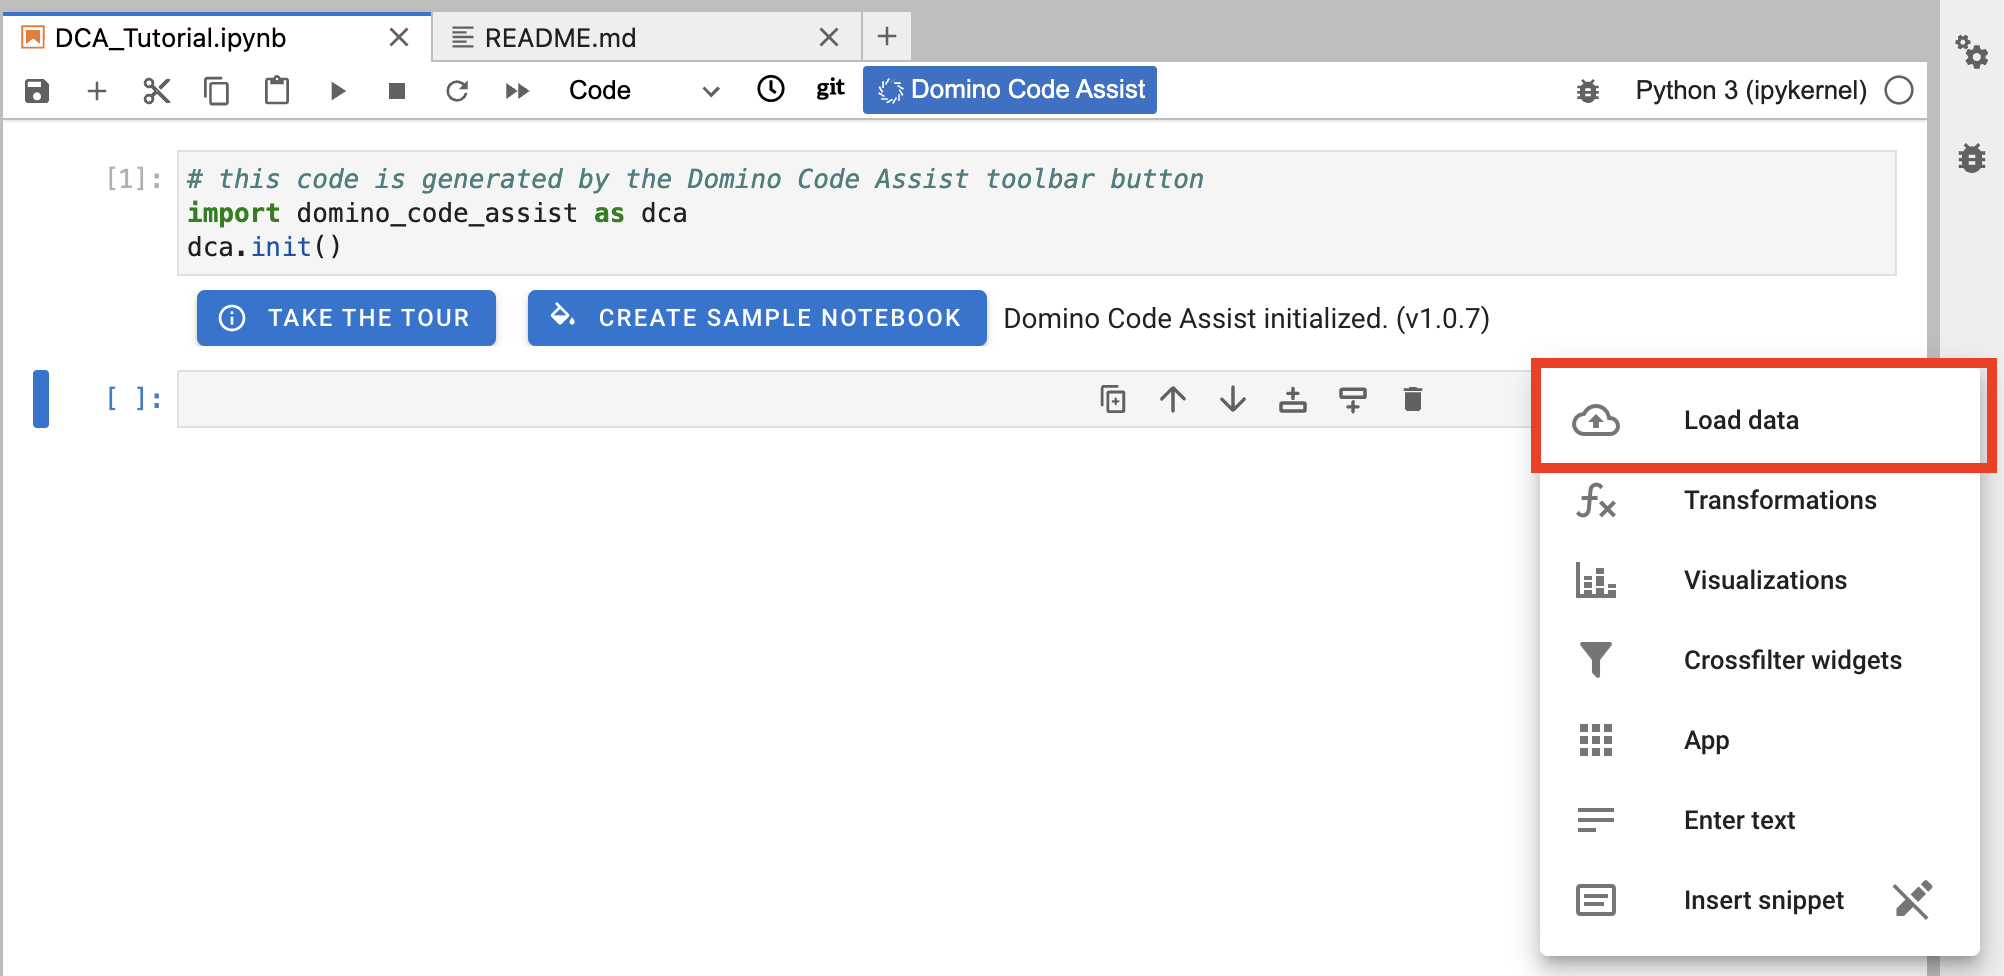 DCA_Tutorial.ipynb
README.md
Code
git
Domino Code Assist
Python 3 (ipykernel)
[1]:
# this code is generated by the Domino Code Assist toolbar button
import domino_code_assist as dca
dca.init()
TAKE THE TOUR
CREATE SAMPLE NOTEBOOK
Domino Code Assist initialized. (v1.0.7)
[ ]:
Load data
Transformations
Visualizations
Crossfilter widgets
App
Enter text
Insert snippet